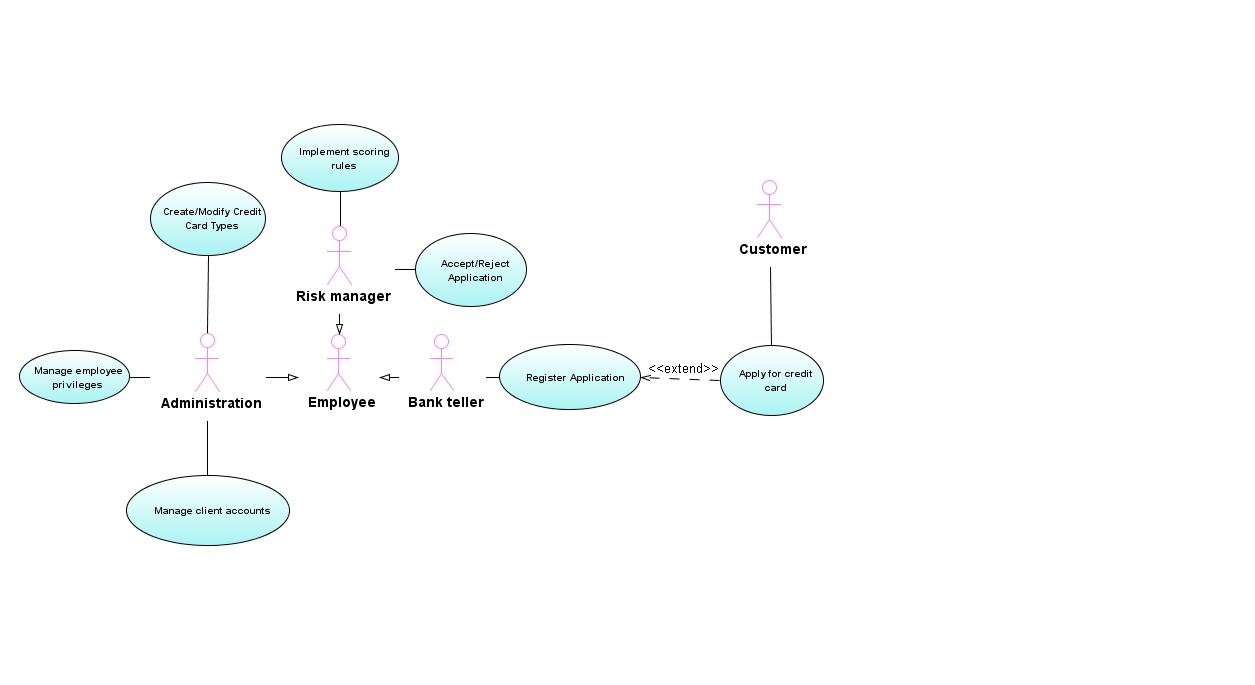 Implement scoring
rules
Create/Modify Credit
Card Types
Customer
Accept/Reject
Application
Risk manager
Manage employee
privileges
Administration
Employee
Bank teller
Register Application
<<extend>>
Apply for credit
card
Manage client accounts